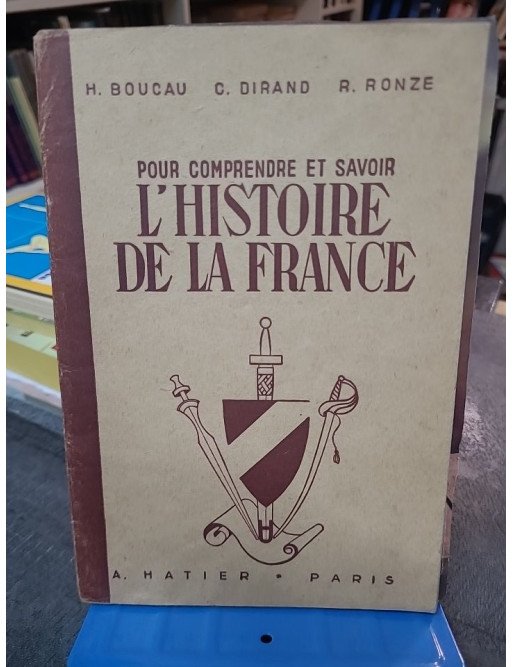 H. BOUCAU C. DIRAND R. RONZE
POUR COMPRENDRE ET SAVOIR
L'HISTOIRE
DE LA FRANCE
A. HATIER • PARIS